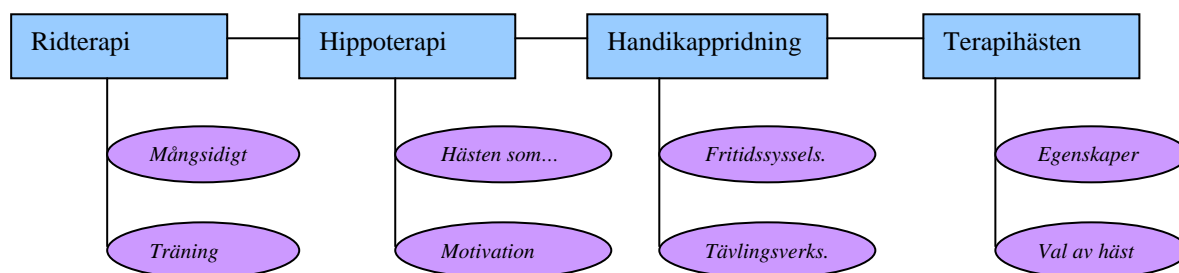 Ridterapi
Hippoterapi
Handikappridning
Terapihästen
Mångsidigt
Hästen som…
Fritidssyssels.
Egenskaper
Träning
Motivation
Tävlingsverks.
Val av häst